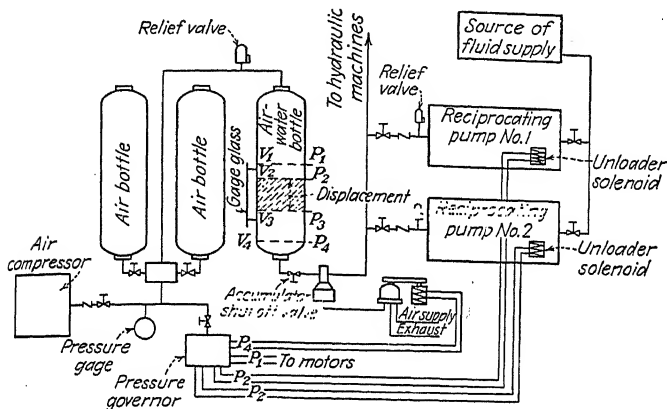 Relief valve
Air bottle
Air bottle
Air-
water
bottle
Gage glass
V1
V2
V3
V4
P1
P2
Displacement
P3
P4
To hydraulic
machines
Source of
fluid supply
Relief
valve
Reciprocating
pump No.1
Unloader
solenoid
Reciprocating
pump No.2
Unloader
solenoid
Air
compressor
Pressure
gage
Accumulator
shut off valve
Air supply
Exhaust
Pressure
governor
P4
P1 To motors
P2
P2